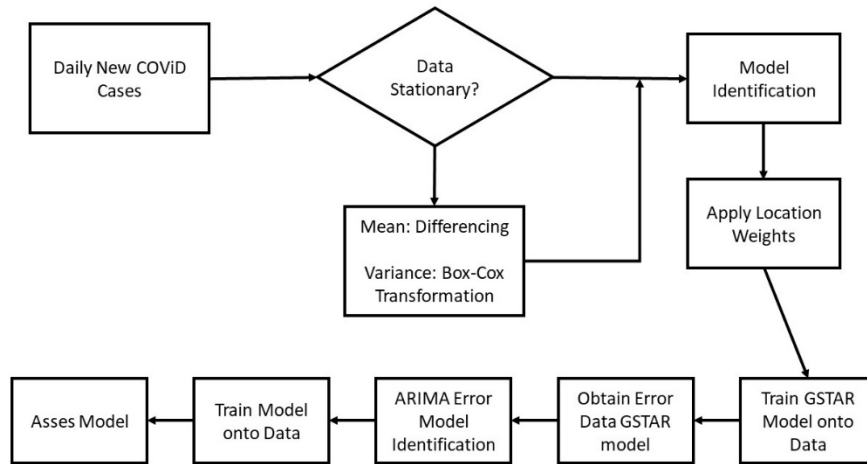 Daily New COViD
Cases
Data
Stationary?
Model
Identification
Mean: Differencing
Variance: Box-Cox
Transformation
Apply Location
Weights
Train GSTAR
Model onto
Data
Obtain Error
Data GSTAR
model
ARIMA Error
Model
Identification
Train Model
onto Data
Asses Model